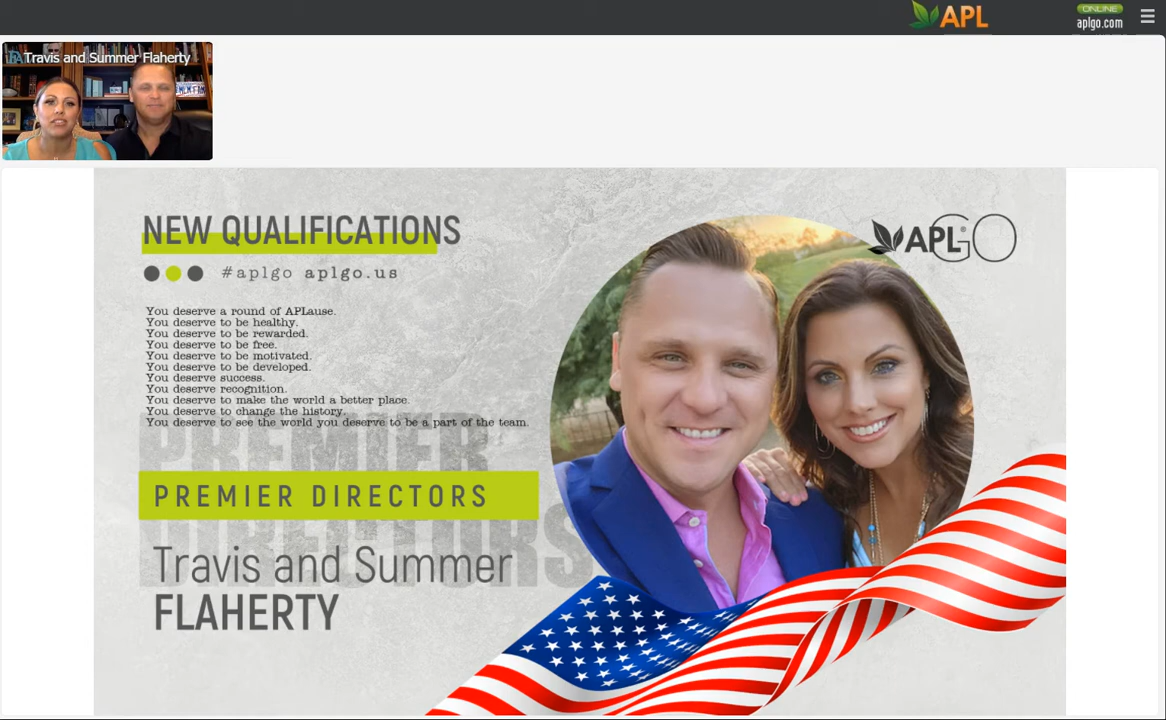 APL
ONLINE
aplgo.com
Travis and Summer Flaherty
NEW QUALIFICATIONS
APL® GO
#aplgo aplgo.us
You deserve a round of APLause.
You deserve to be healthy.
You deserve to be rewarded.
You deserve to be free.
You deserve to be motivated.
You deserve to be developed.
You deserve success.
You deserve recognition.
You deserve to make the world a better place.
You deserve to change the history.
You deserve to see the world you deserve to be a part of the team.
PREMIER
PREMIER DIRECTORS
DIRECTORS
Travis and Summer
FLAHERTY